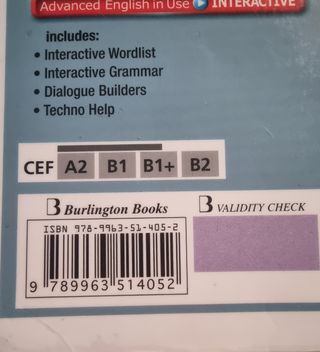 Advanced English in Use INTERACTIVE
includes:
• Interactive Wordlist
• Interactive Grammar
• Dialogue Builders
• Techno Help
CEF A2 B1 B1+ B2
B Burlington Books
B VALIDITY CHECK
ISBN 978-9963-51-405-2
9 789963 514052